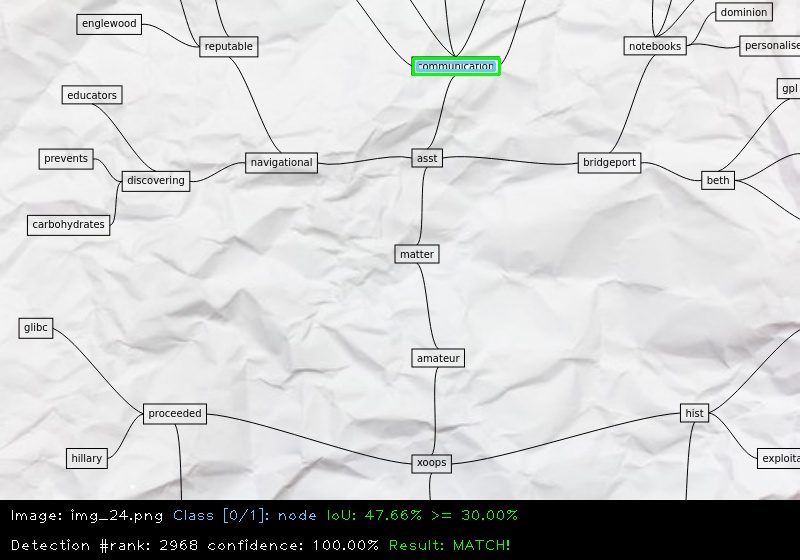 dominion
englewood
reputable
notebooks
personalise
communication
gpl
educators
prevents
discovering
navigational
asst
bridgeport
beth
carbohydrates
matter
glibc
amateur
proceeded
hist
hillary
xoops
exploita
Image: img_24.png Class [0/1]: node IoU: 47.66% >= 30.00%
Detection #rank: 2968 confidence: 100.00% Result: MATCH!